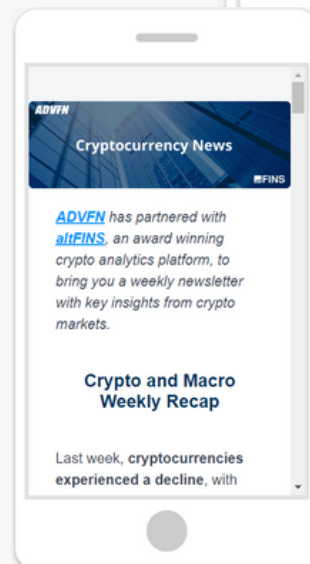 ADVFN
Cryptocurrency News
FINS
ADVFN has partnered with
altFINS, an award winning
crypto analytics platform, to
bring you a weekly newsletter
with key insights from crypto
markets.
Crypto and Macro
Weekly Recap
Last week, cryptocurrencies
experienced a decline, with